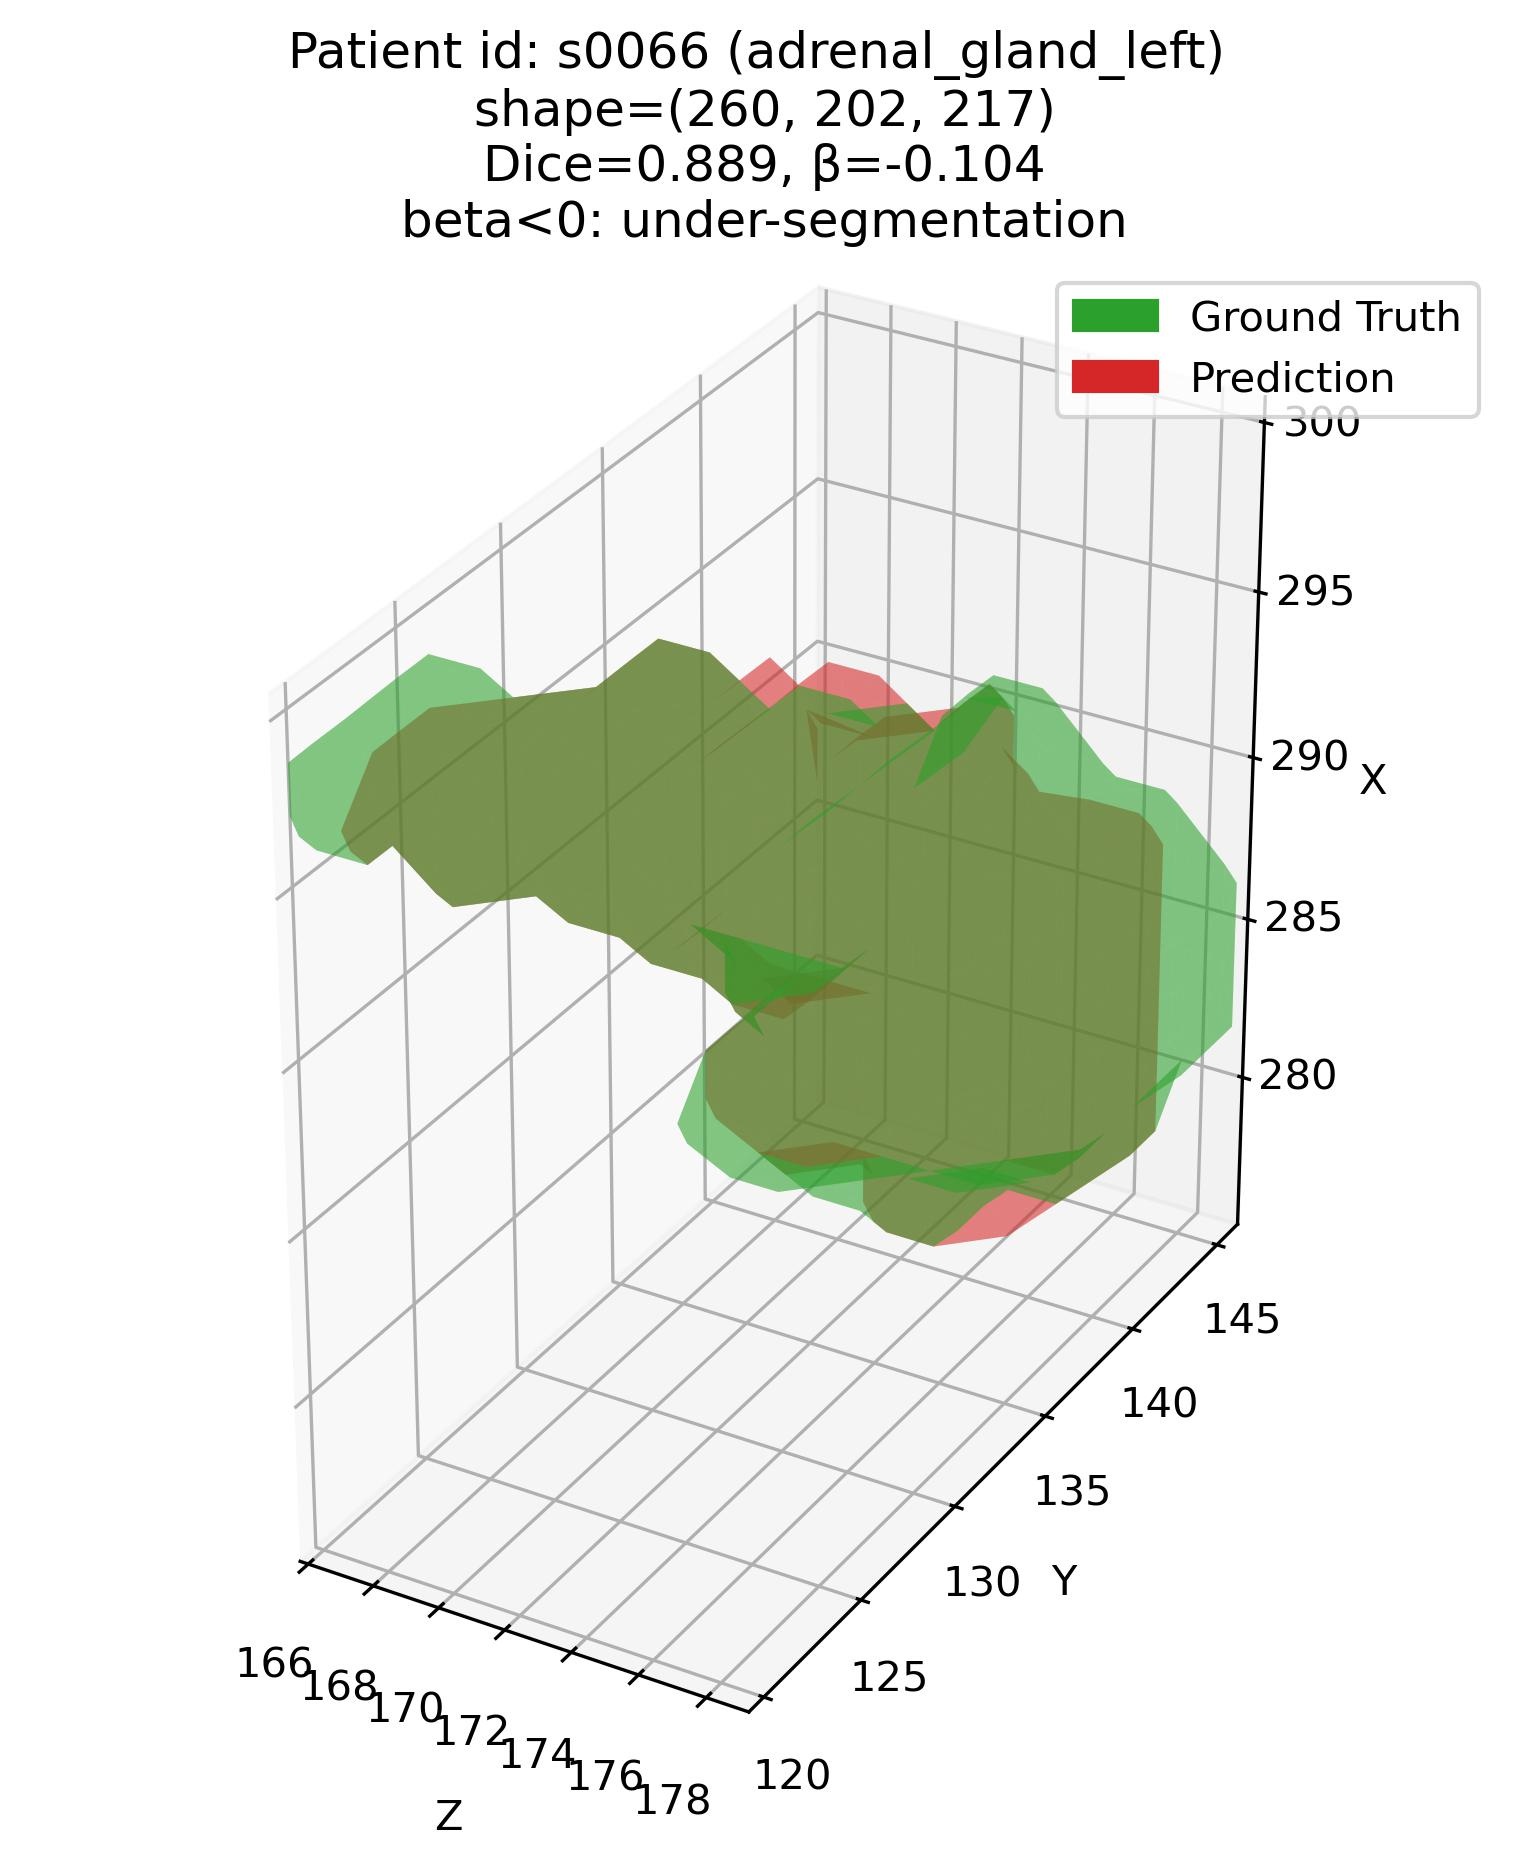 Patient id: s0066 (adrenal_gland_left)
shape=(260, 202, 217)
Dice=0.889, β=-0.104
beta<0: under-segmentation
Ground Truth
Prediction
300
295
290
X
285
280
145
140
135
130
Y
125
120
166
168
170
172
174
176
178
Z